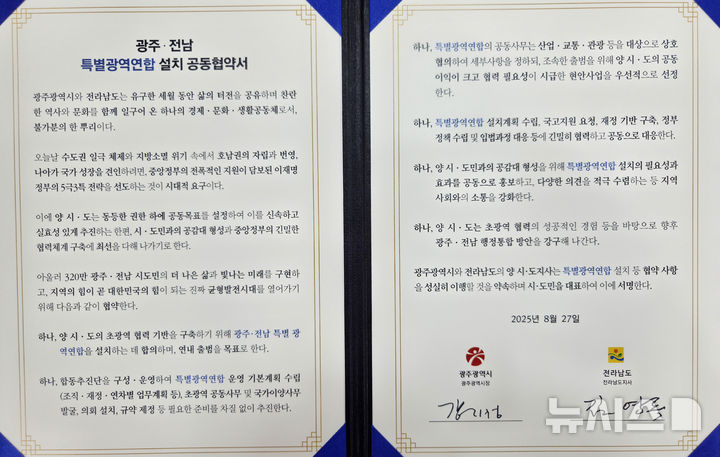 광주·전남
특별광역연합 설치 공동협약서
광주광역시와 전라남도는 유구한 세월 동안 삶의 터전을 공유하며 찬란
한 역사와 문화를 함께 일구어 온 하나의 경제·문화·생활공동체로서,
불가분의 한 뿌리이다.
오늘날 수도권 일극 체제와 지방소멸 위기 속에서 호남권의 자립과 번영,
나아가 국가 성장을 견인하려면, 중앙정부의 전폭적인 지원이 담보된 이재명
정부의 5극3특 전략을 선도하는 것이 시대적 요구이다.
이에 양 시·도는 동등한 권한 하에 공동목표를 설정하여 이를 신속하고
실효성 있게 추진하는 한편, 시·도민과의 공감대 형성과 중앙정부의 긴밀한
협력체계 구축에 최선을 다해 나가기로 한다.
아울러 320만 광주·전남 시도민의 더 나은 삶과 빛나는 미래를 구현하
고, 지역의 힘이 곧 대한민국의 힘이 되는 진짜 균형발전시대를 열어가기
위해 다음과 같이 협약한다.
하나, 양 시·도의 초광역 협력 기반을 구축하기 위해 광주·전남 특별 광
역연합을 설치하는 데 합의하며, 연내 출범을 목표로 한다.
하나, 합동추진단을 구성·운영하여 특별광역연합 운영 기본계획 수립
(조직·재정·연차별 업무계획 등), 초광역 공동사무 및 국가이양사무
발굴, 의회 설치, 규약 제정 등 필요한 준비를 차질 없이 추진한다.
하나, 특별광역연합의 공동사무는 산업·교통·관광 등을 대상으로 상호
협의하여 세부사항을 정하되, 조속한 출범을 위해 양 시·도의 공동
이익이 크고 협력 필요성이 시급한 현안사업을 우선적으로 선정
한다.
하나, 특별광역연합 설치계획 수립, 국고지원 요청, 재정 기반 구축, 정부
정책 수립 및 입법과정 대응 등에 긴밀히 협력하고 공동으로 대응한다.
하나, 양 시·도민과의 공감대 형성을 위해 특별광역연합 설치의 필요성과
효과를 공동으로 홍보하고, 다양한 의견을 적극 수렴하는 등 지역
사회와의 소통을 강화한다.
하나, 양 시·도는 초광역 협력의 성공적인 경험 등을 바탕으로 향후
광주·전남 행정통합 방안을 강구해 나간다.
광주광역시와 전라남도의 양 시·도지사는 특별광역연합 설치 등 협약 사항
을 성실히 이행할 것을 약속하며 시·도민을 대표하여 이에 서명한다.
2025년 8월 27일
광주광역시 전라남도
광주광역시장 전라남도지사
강기정 김영록
뉴시스